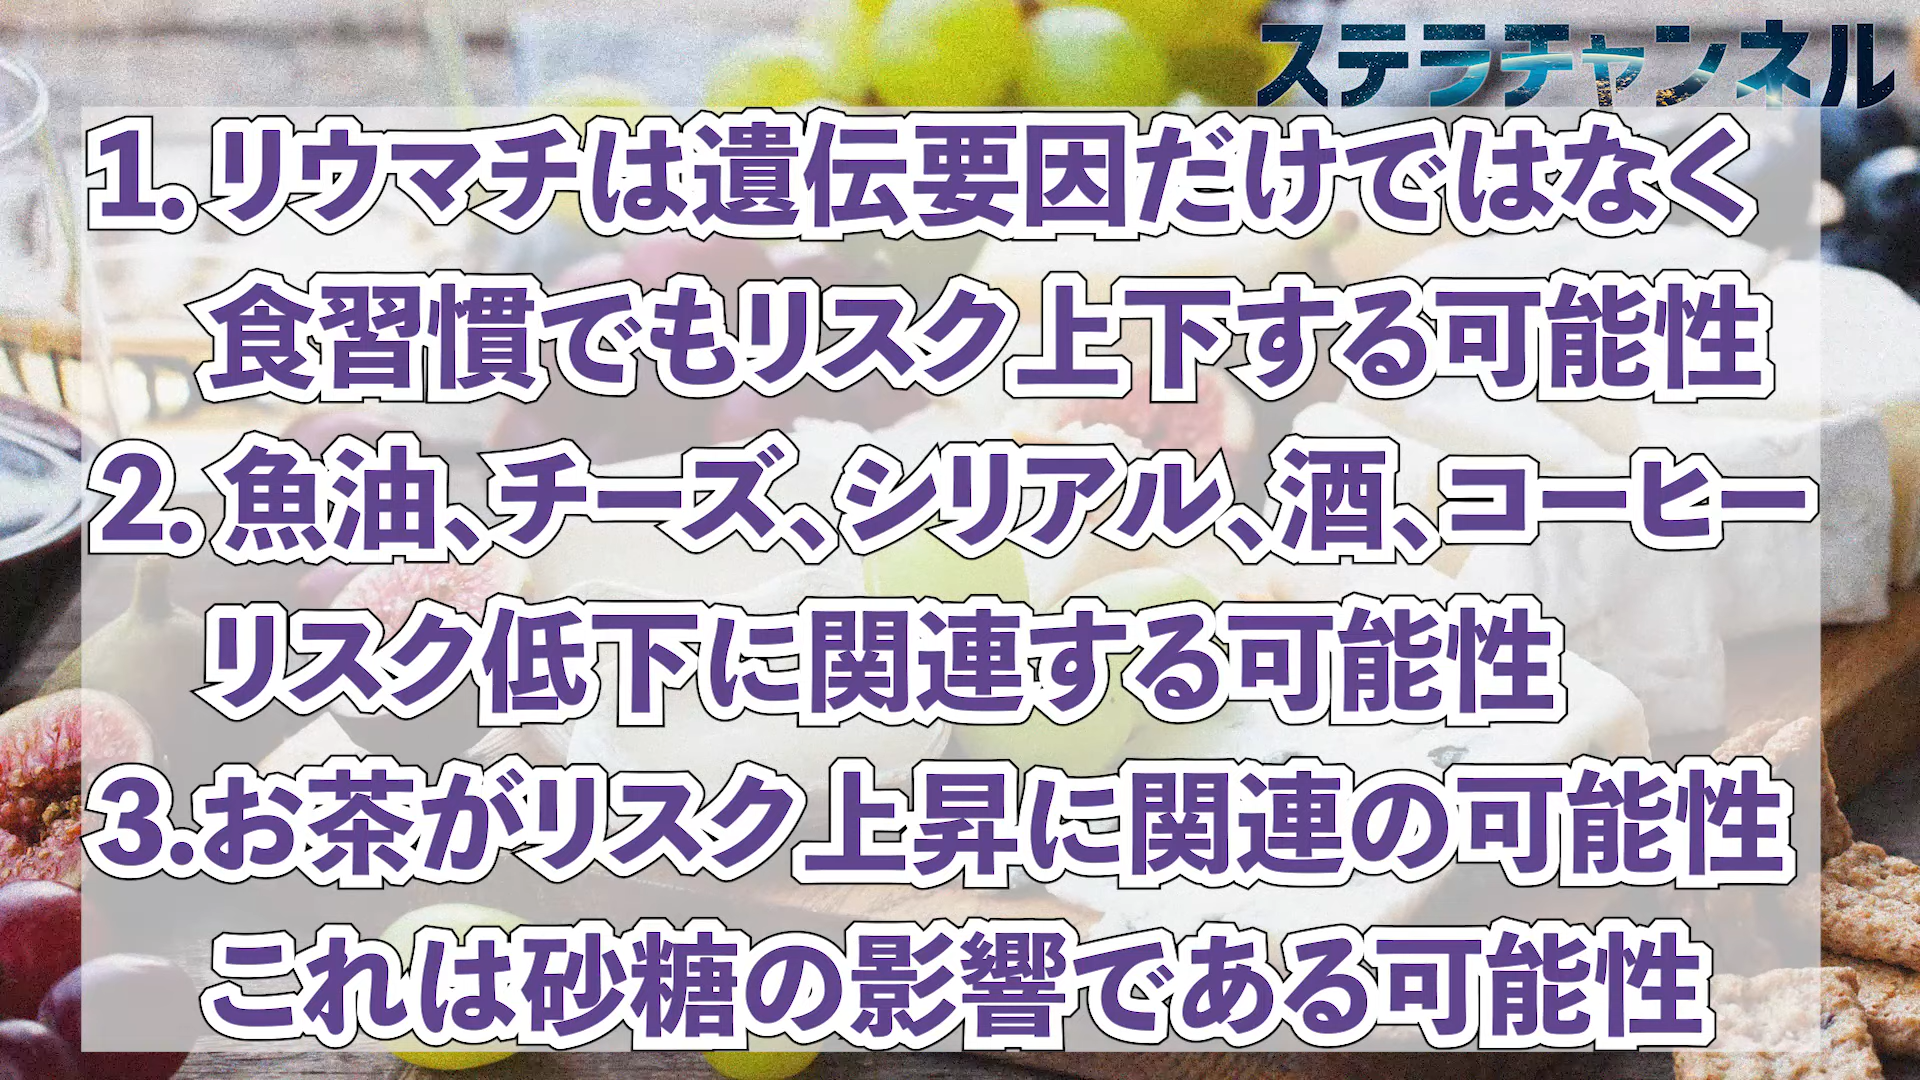 ステラチャンネル
1. リウマチは遺伝要因だけではなく
食習慣でもリスク上下する可能性
2. 魚油、チーズ、シリアル、酒、コーヒー
リスク低下に関連する可能性
3.お茶がリスク上昇に関連の可能性
これは砂糖の影響である可能性